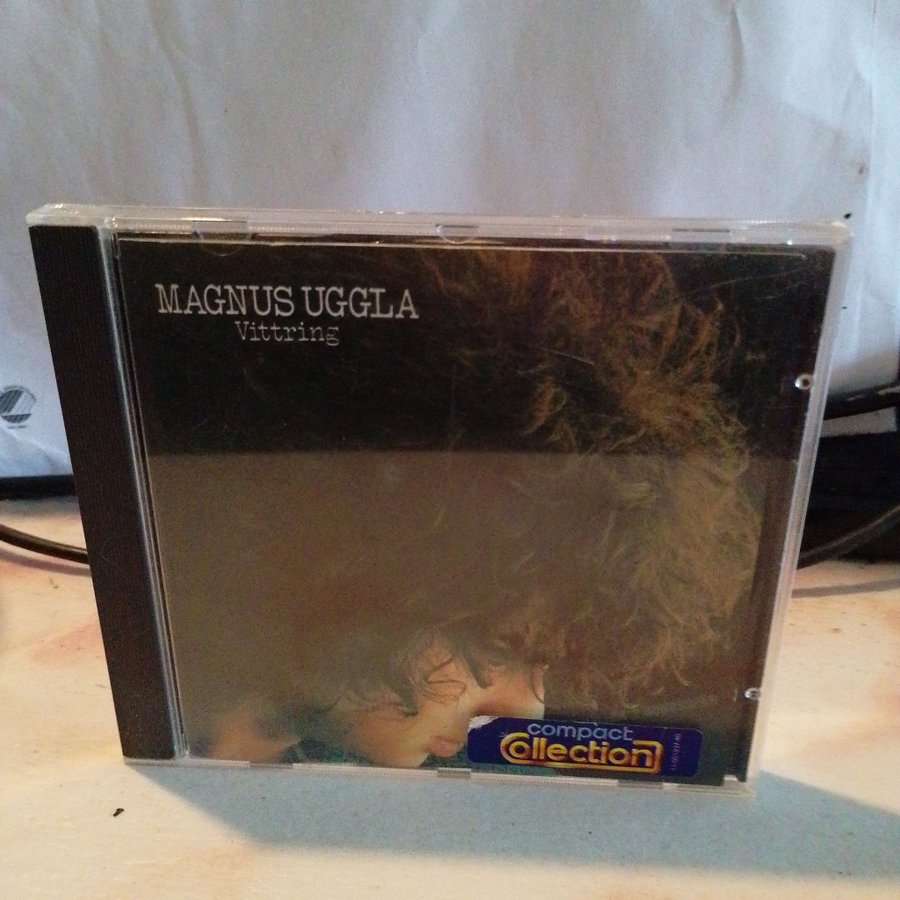 MAGNUS UGGLA
Vittring
compact
Collection